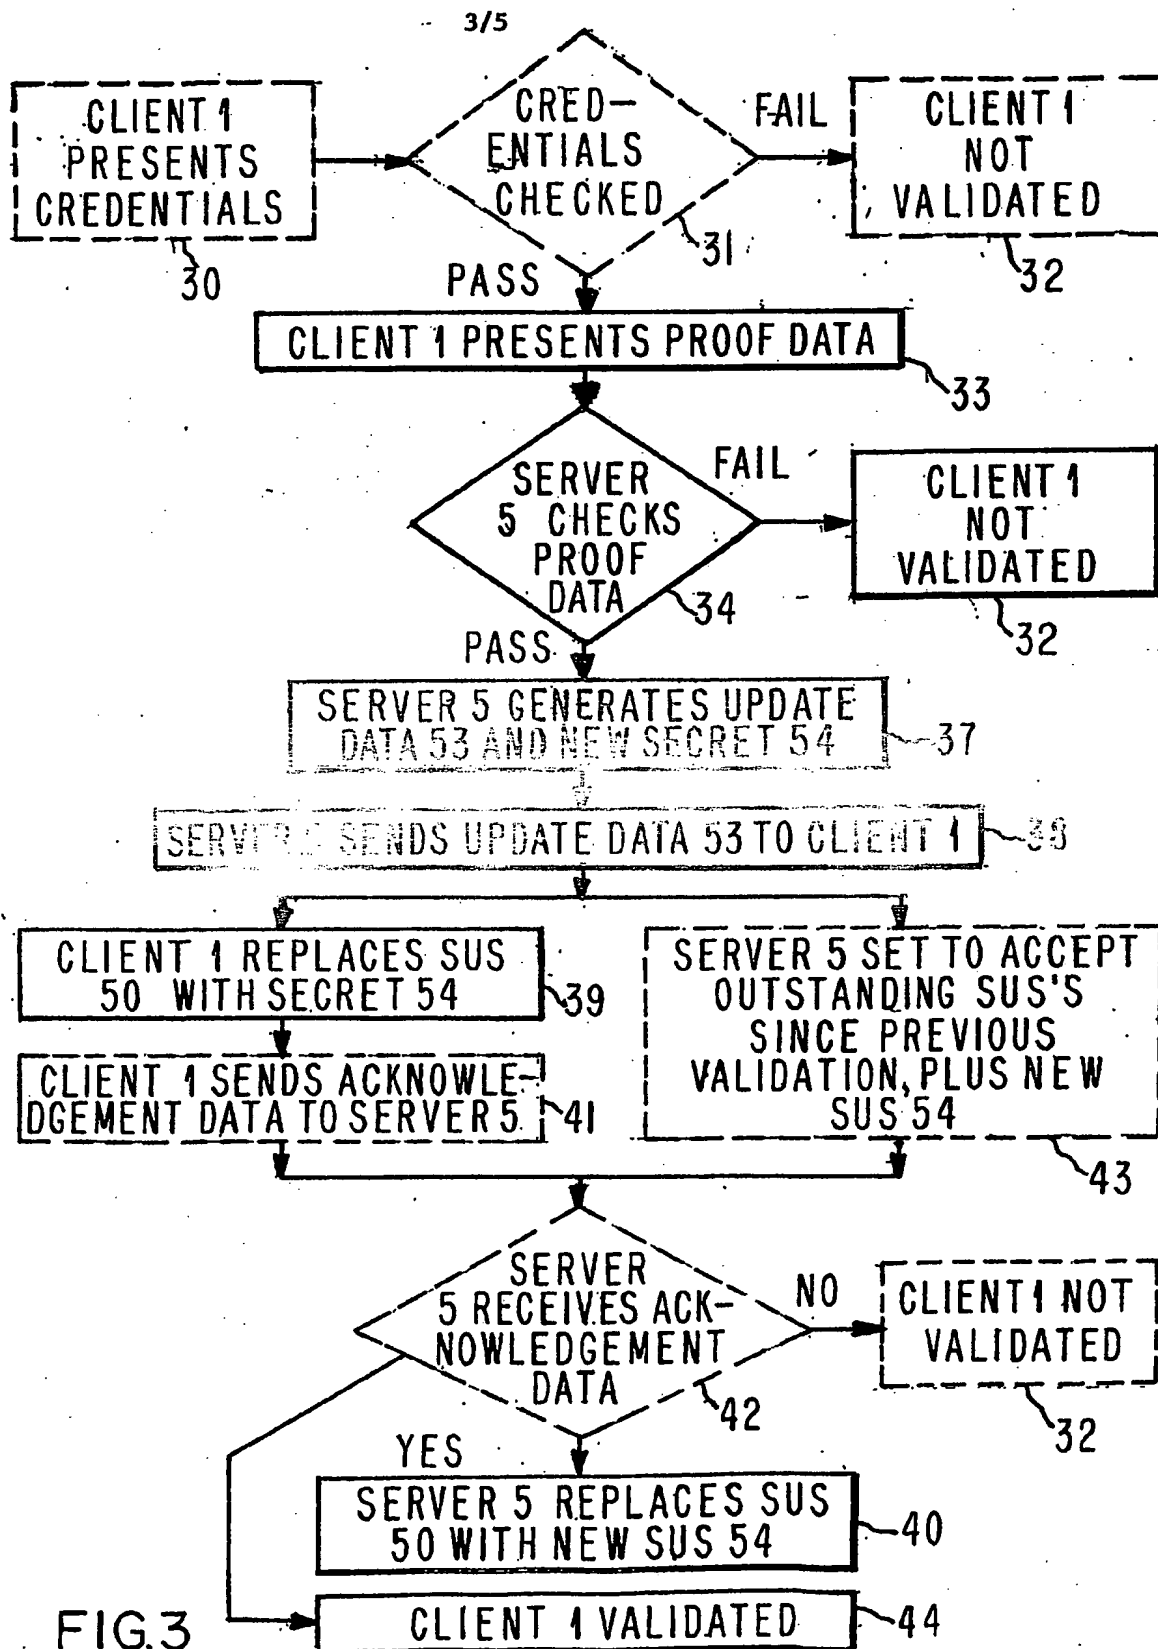 3/5
CLIENT 1
PRESENTS
CREDENTIALS
30
CRED-
ENTIALS
CHECKED
31
FAIL
CLIENT 1
NOT
VALIDATED
32
PASS
CLIENT 1 PRESENTS PROOF DATA
33
SERVER
5 CHECKS
PROOF
DATA
34
FAIL
CLIENT 1
NOT
VALIDATED
32
PASS
SERVER 5 GENERATES UPDATE
DATA 53 AND NEW SECRET 54
37
SERVER 5 SENDS UPDATE DATA 53 TO CLIENT 1
38
CLIENT 1 REPLACES SUS
50 WITH SECRET 54
39
CLIENT 1 SENDS ACKNOWLE-
DGEMENT DATA TO SERVER 5
41
SERVER 5 SET TO ACCEPT
OUTSTANDING SUS'S
SINCE PREVIOUS
VALIDATION, PLUS NEW
SUS 54
43
SERVER
5 RECEIVES ACK-
NOWLEDGEMENT
DATA
42
NO
CLIENT 1 NOT
VALIDATED
32
YES
SERVER 5 REPLACES SUS
50 WITH NEW SUS 54
40
CLIENT 1 VALIDATED
44
FIG.3